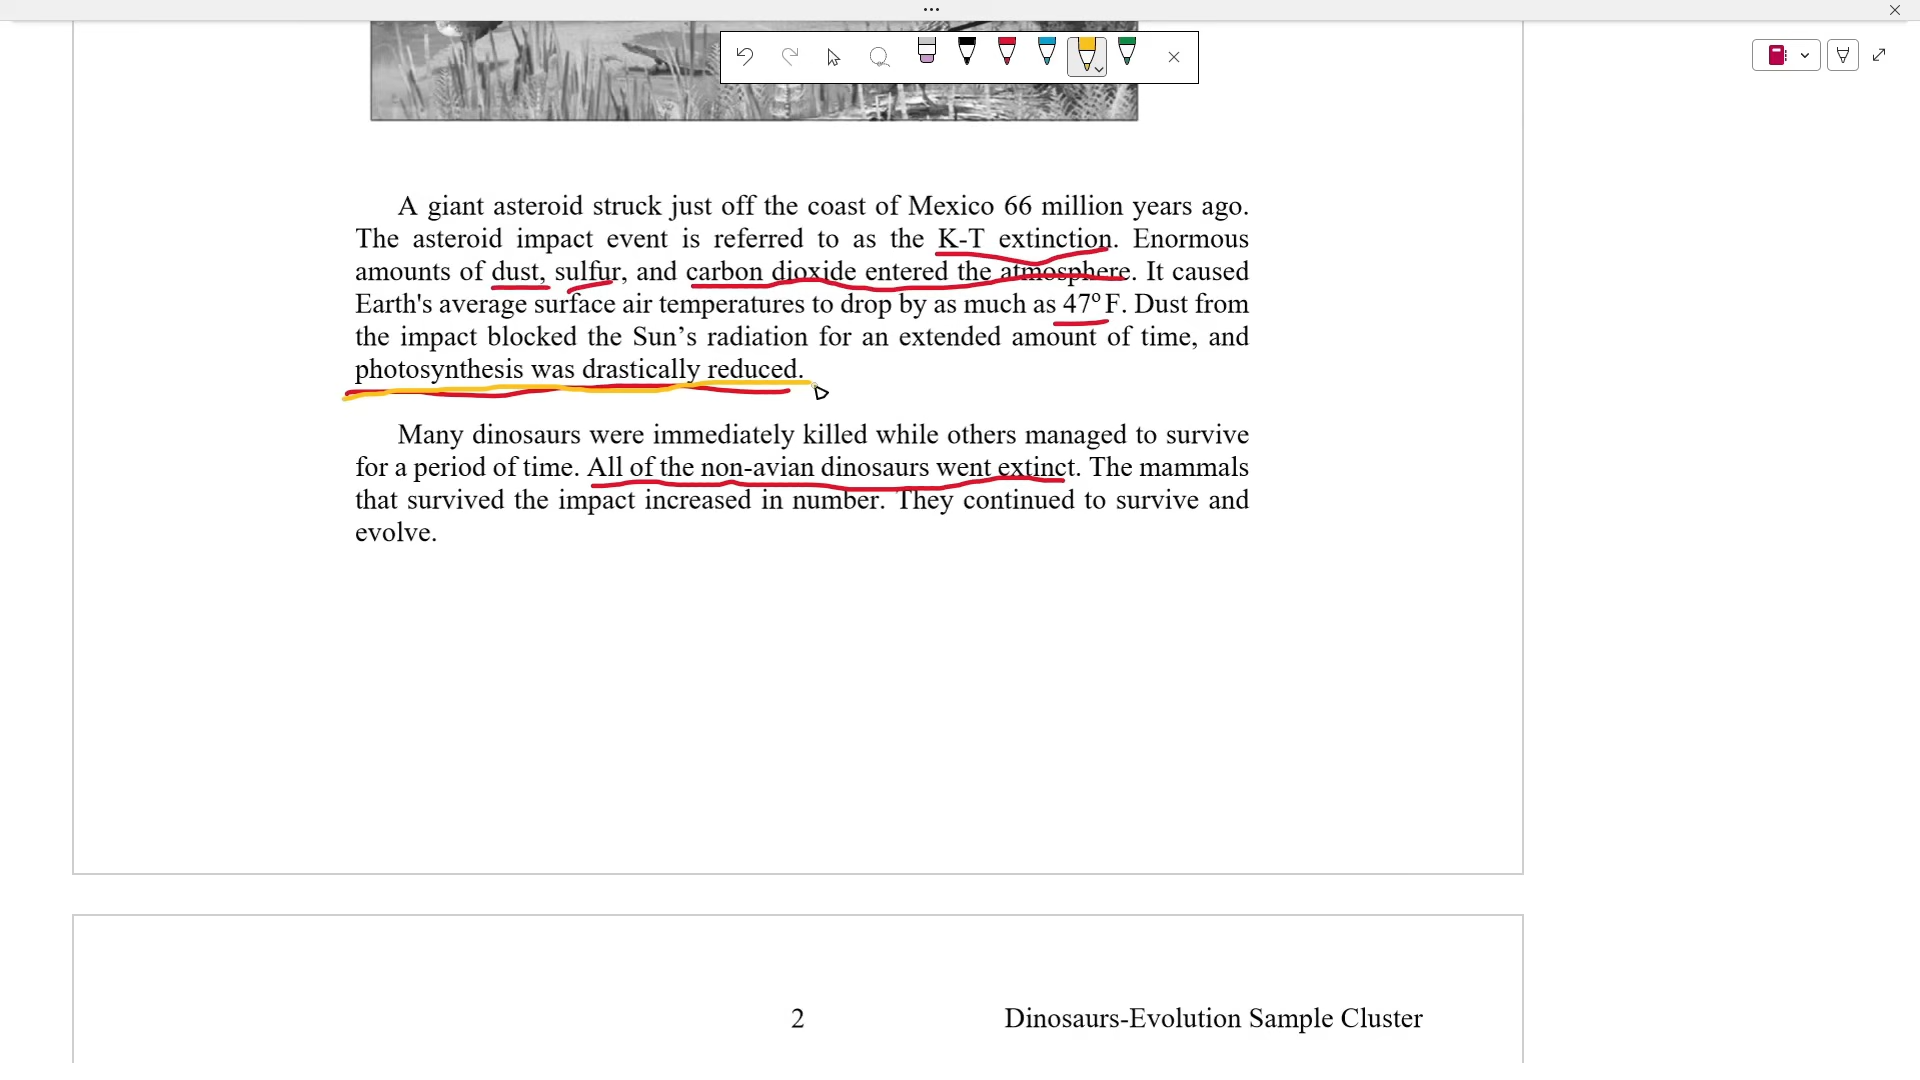 A giant asteroid struck just off the coast of Mexico 66 million years ago.
The asteroid impact event is referred to as the K-T extinction. Enormous
amounts of dust, sulfur, and carbon dioxide entered the atmosphere. It caused
Earth's average surface air temperatures to drop by as much as 47º F. Dust from
the impact blocked the Sun’s radiation for an extended amount of time, and
photosynthesis was drastically reduced.
Many dinosaurs were immediately killed while others managed to survive
for a period of time. All of the non-avian dinosaurs went extinct. The mammals
that survived the impact increased in number. They continued to survive and
evolve.
2 Dinosaurs-Evolution Sample Cluster